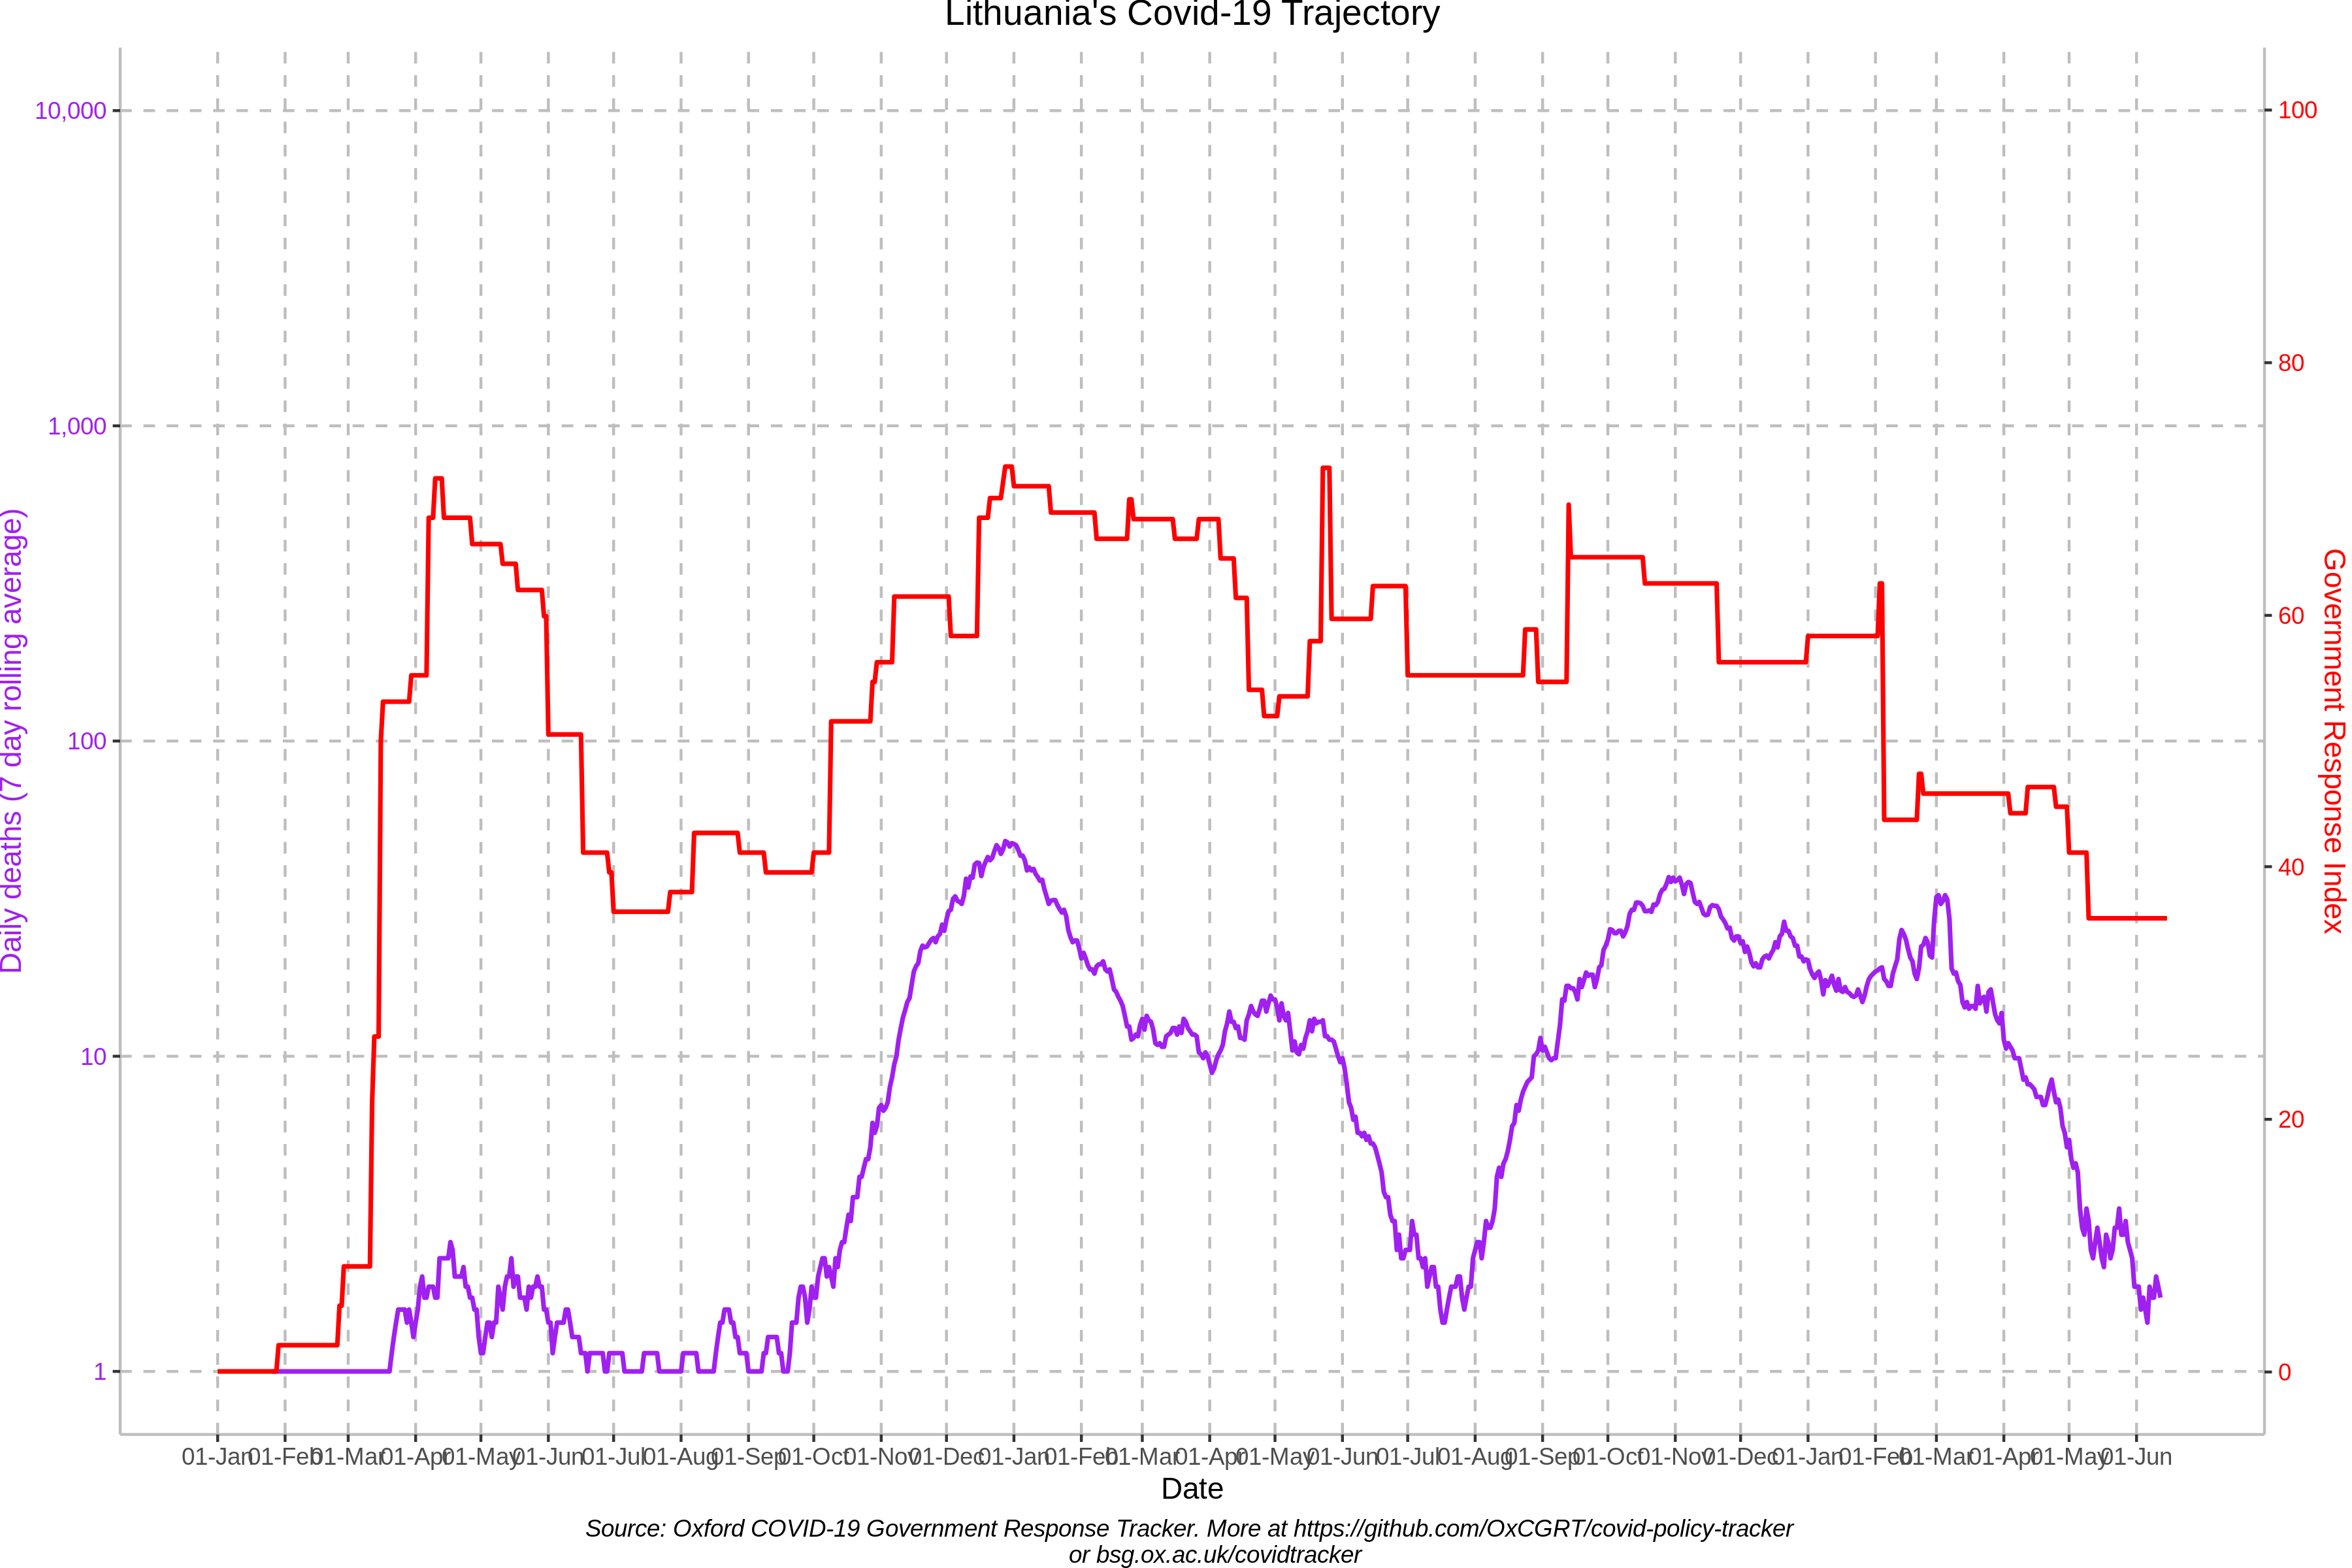 Lithuania's Covid-19 Trajectory
10,000
1,000
100
10
1
Daily deaths (7 day rolling average)
100
80
60
40
20
0
Government Response Index
01-Jan 01-Feb 01-Mar 01-Apr 01-May 01-Jun 01-Jul 01-Aug 01-Sep 01-Oct 01-Nov 01-Dec 01-Jan 01-Feb 01-Mar 01-Apr 01-May 01-Jun 01-Jul 01-Aug 01-Sep 01-Oct 01-Nov 01-Dec 01-Jan 01-Feb 01-Mar 01-Apr 01-May 01-Jun
Date
Source: Oxford COVID-19 Government Response Tracker. More at https://github.com/OxCGRT/covid-policy-tracker
or bsg.ox.ac.uk/covidtracker